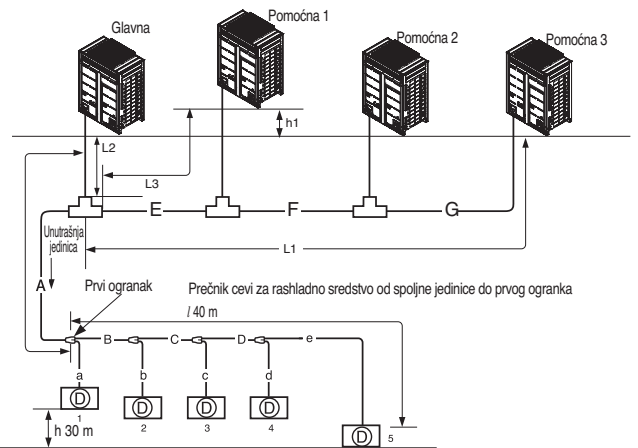 Glavna
Pomoćna 1
Pomoćna 2
Pomoćna 3
h1
L2
L3
E
F
G
L1
Unutrašnja
jedinica
A
Prvi ogranak
Prečnik cevi za rashladno sredstvo od spoljne jedinice do prvog ogranka
l 40 m
B
C
D
e
a
b
c
d
D
D
D
D
D
1
2
3
4
5
h 30 m